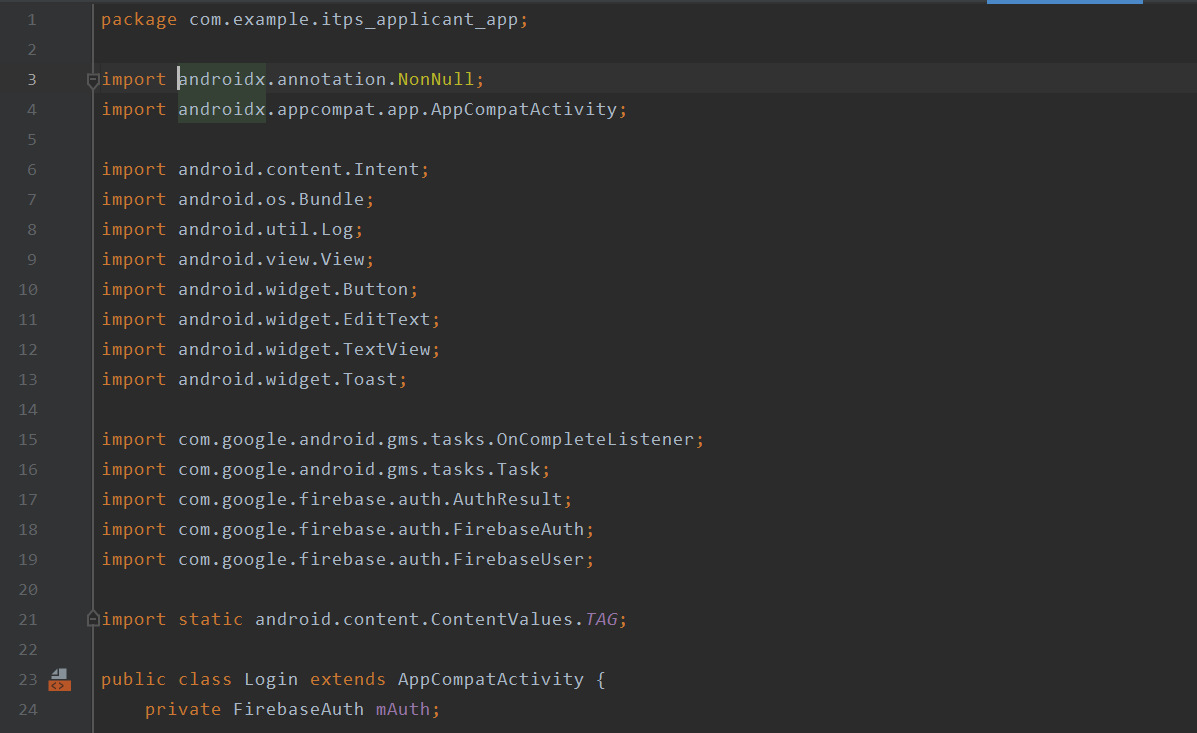 1 package com.example.itps_applicant_app;
2
3 import androidx.annotation.NonNull;
4 import androidx.appcompat.app.AppCompatActivity;
5
6 import android.content.Intent;
7 import android.os.Bundle;
8 import android.util.Log;
9 import android.view.View;
10 import android.widget.Button;
11 import android.widget.EditText;
12 import android.widget.TextView;
13 import android.widget.Toast;
14
15 import com.google.android.gms.tasks.OnCompleteListener;
16 import com.google.android.gms.tasks.Task;
17 import com.google.firebase.auth.AuthResult;
18 import com.google.firebase.auth.FirebaseAuth;
19 import com.google.firebase.auth.FirebaseUser;
20
21 import static android.content.ContentValues.TAG;
22
23 public class Login extends AppCompatActivity {
24     private FirebaseAuth mAuth;